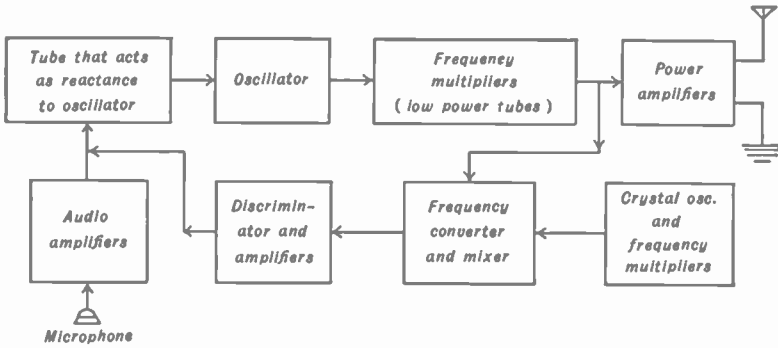 Tube that acts
as reactance
to oscillator
Oscillator
Frequency
multipliers
( low power tubes )
Power
amplifiers
Audio
amplifiers
Discrimin-
ator and
amplifiers
Frequency
converter
and mixer
Crystal osc.
and
frequency
multipliers
Microphone